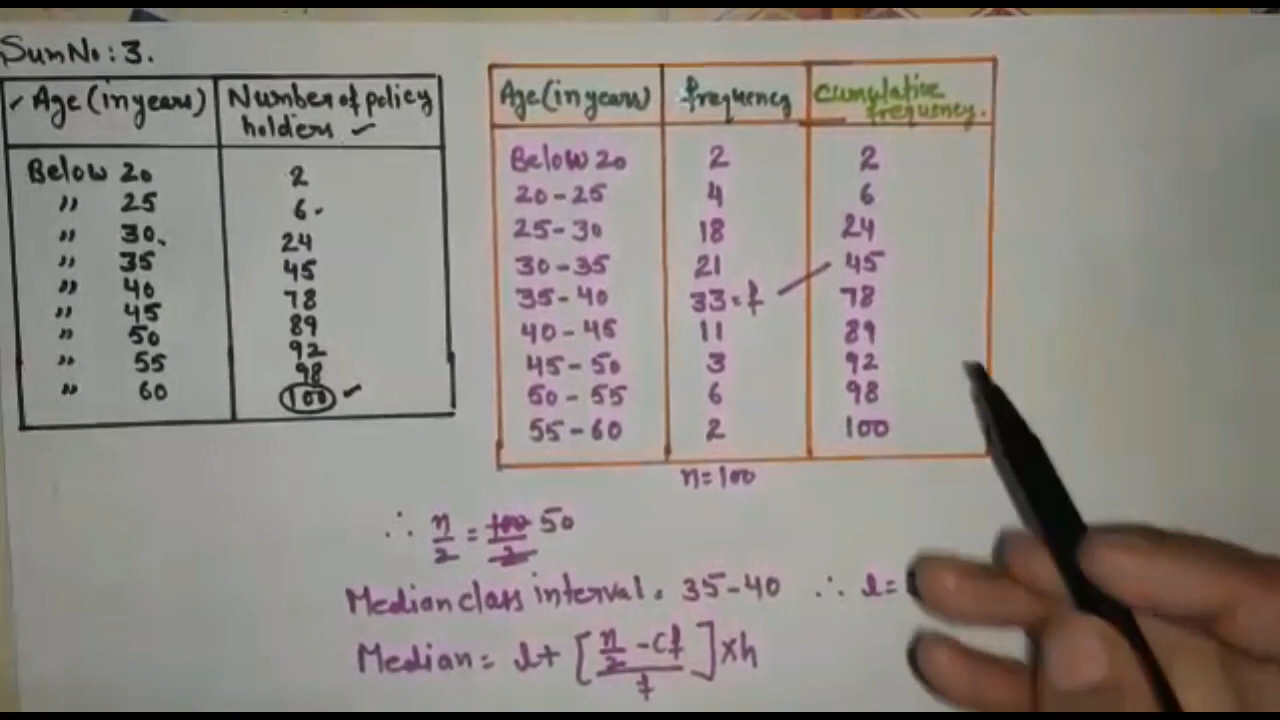 Sum No: 3.
✓ Age (in years) Number of policy holders ✓
Below 20 2
" 25 6
" 30 24
" 35 45
" 40 78
" 45 89
" 50 92
" 55 98
" 60 100 ✓
Age (in years) frequency cumulative frequency.
Below 20 2 2
20-25 4 6
25-30 18 24
30-35 21 45
35-40 33=f 78
40-45 11 89
45-50 3 92
50-55 6 98
55-60 2 100
n=100
∴ n/2 = 100/2 50
Median class interval = 35-40 ∴ l=
Median = l+ [n/2 -cf / f] xh